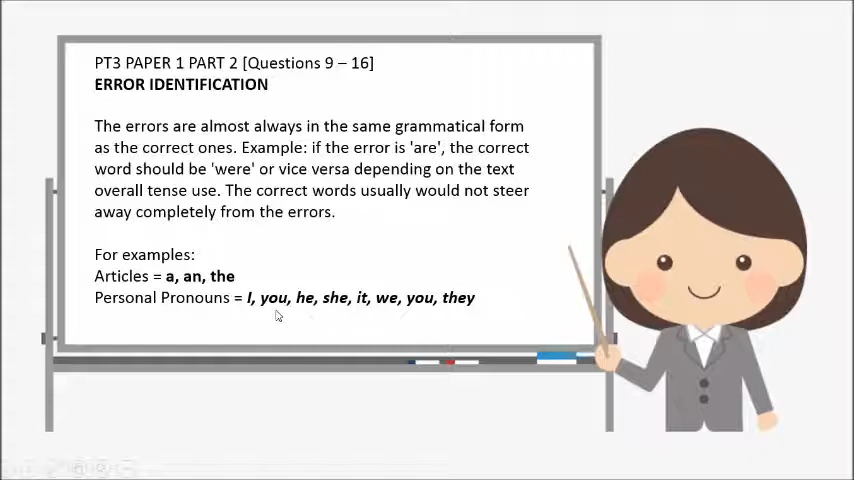 PT3 PAPER 1 PART 2 [Questions 9 – 16]
ERROR IDENTIFICATION
The errors are almost always in the same grammatical form
as the correct ones. Example: if the error is 'are', the correct
word should be 'were' or vice versa depending on the text
overall tense use. The correct words usually would not steer
away completely from the errors.
For examples:
Articles = a, an, the
Personal Pronouns = I, you, he, she, it, we, you, they